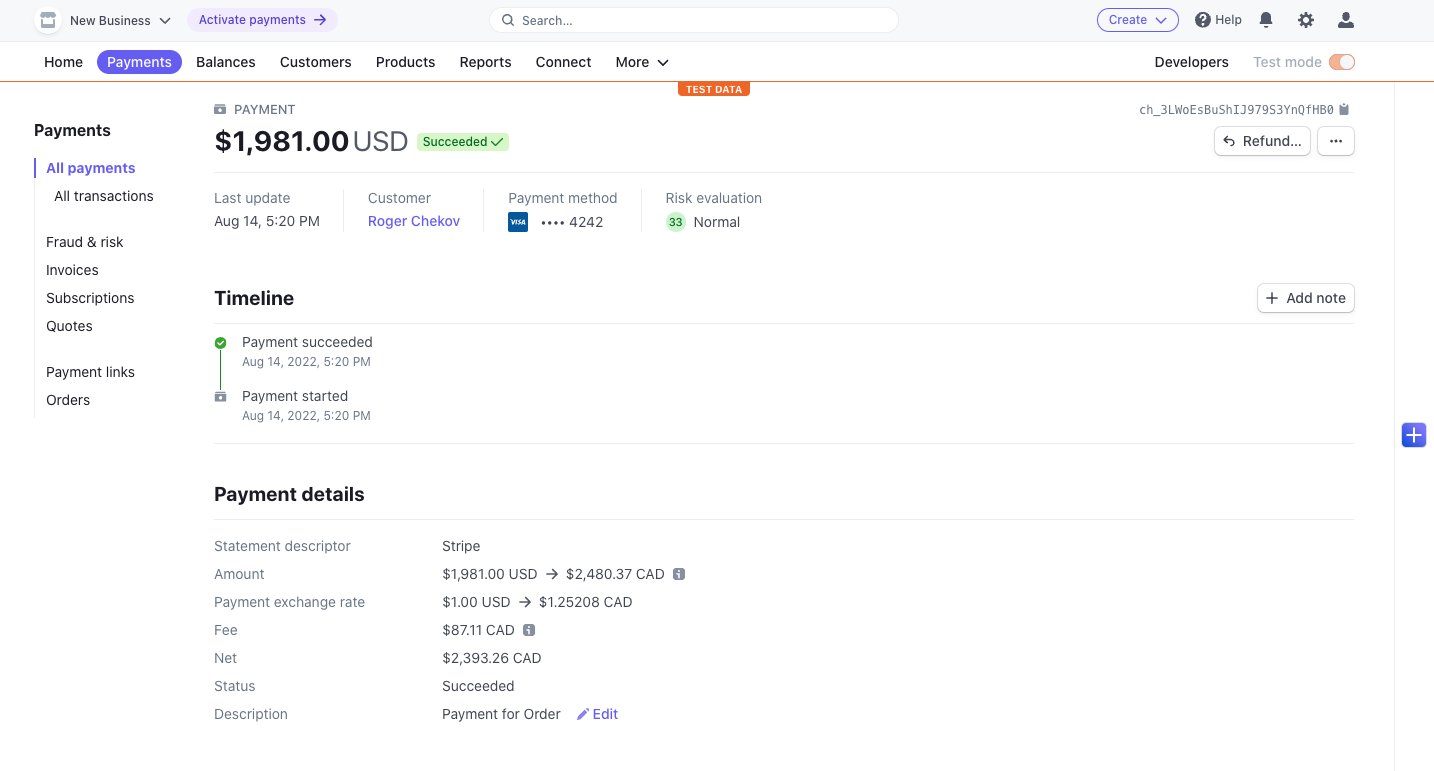 New Business Activate payments Search... Create Help
Home Payments Balances Customers Products Reports Connect More Developers Test mode
TEST DATA
Payments
All payments
All transactions
Fraud & risk
Invoices
Subscriptions
Quotes
Payment links
Orders
PAYMENT ch_3LWoEsBuShIJ979S3YnQfHB0
$1,981.00 USD Succeeded Refund... ...
Last update Customer Payment method Risk evaluation
Aug 14, 5:20 PM Roger Chekov VISA •••• 4242 33 Normal
Timeline Add note
Payment succeeded
Aug 14, 2022, 5:20 PM
Payment started
Aug 14, 2022, 5:20 PM
Payment details
Statement descriptor Stripe
Amount $1,981.00 USD → $2,480.37 CAD
Payment exchange rate $1.00 USD → $1.25208 CAD
Fee $87.11 CAD
Net $2,393.26 CAD
Status Succeeded
Description Payment for Order Edit